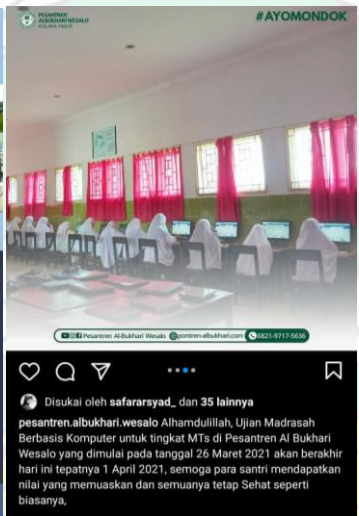 PESANTREN
ALBUKHARI WESALO
KOLAKA TIMUR
#AYOMONDOK
Pesantren Al-Bukhari Wesalo pontren-albukhari.com 0821-9717-5636
Disukai oleh safararsyad_ dan 35 lainnya
pesantren.albukhari.wesalo Alhamdulillah, Ujian Madrasah
Berbasis Komputer untuk tingkat MTs di Pesantren Al Bukhari
Wesalo yang dimulai pada tanggal 26 Maret 2021 akan berakhir
hari ini tepatnya 1 April 2021, semoga para santri mendapatkan
nilai yang memuaskan dan semuanya tetap Sehat seperti
biasanya,